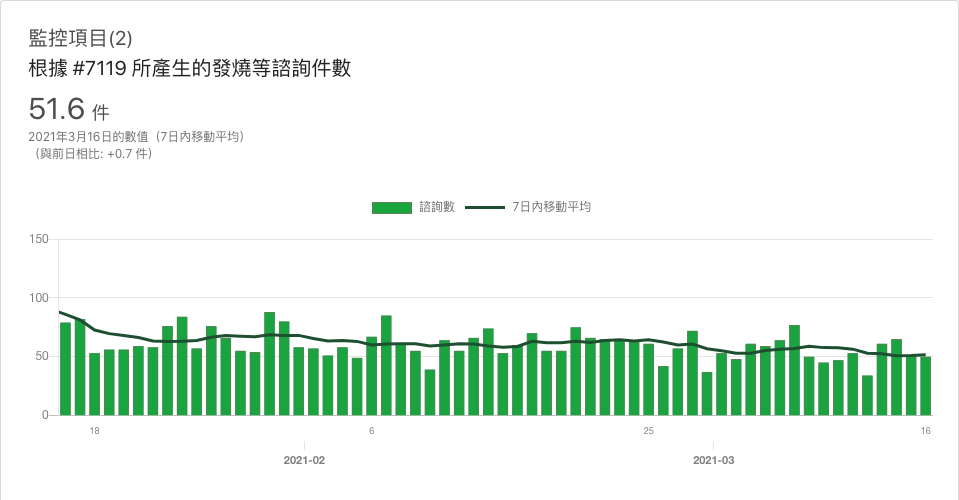 監控項目(2)
根據 #7119 所產生的發燒等諮詢件數
51.6 件
2021年3月16日的數值（7日內移動平均）
（與前日相比: +0.7 件）
諮詢數 7日內移動平均
150
100
50
0
18 6 25 16
2021-02 2021-03